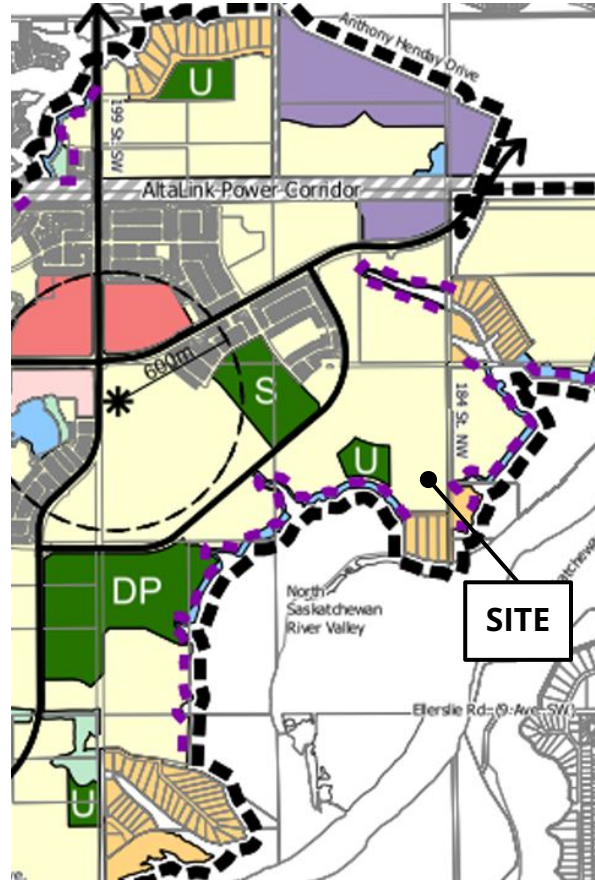 Anthony Henday Drive
U
199 St. SW
AltaLink Power Corridor
600m
S
184 St. NW
U
DP
North
Saskatchewan
River Valley
SITE
Ellerslie Rd. (9 Ave. SW)
U